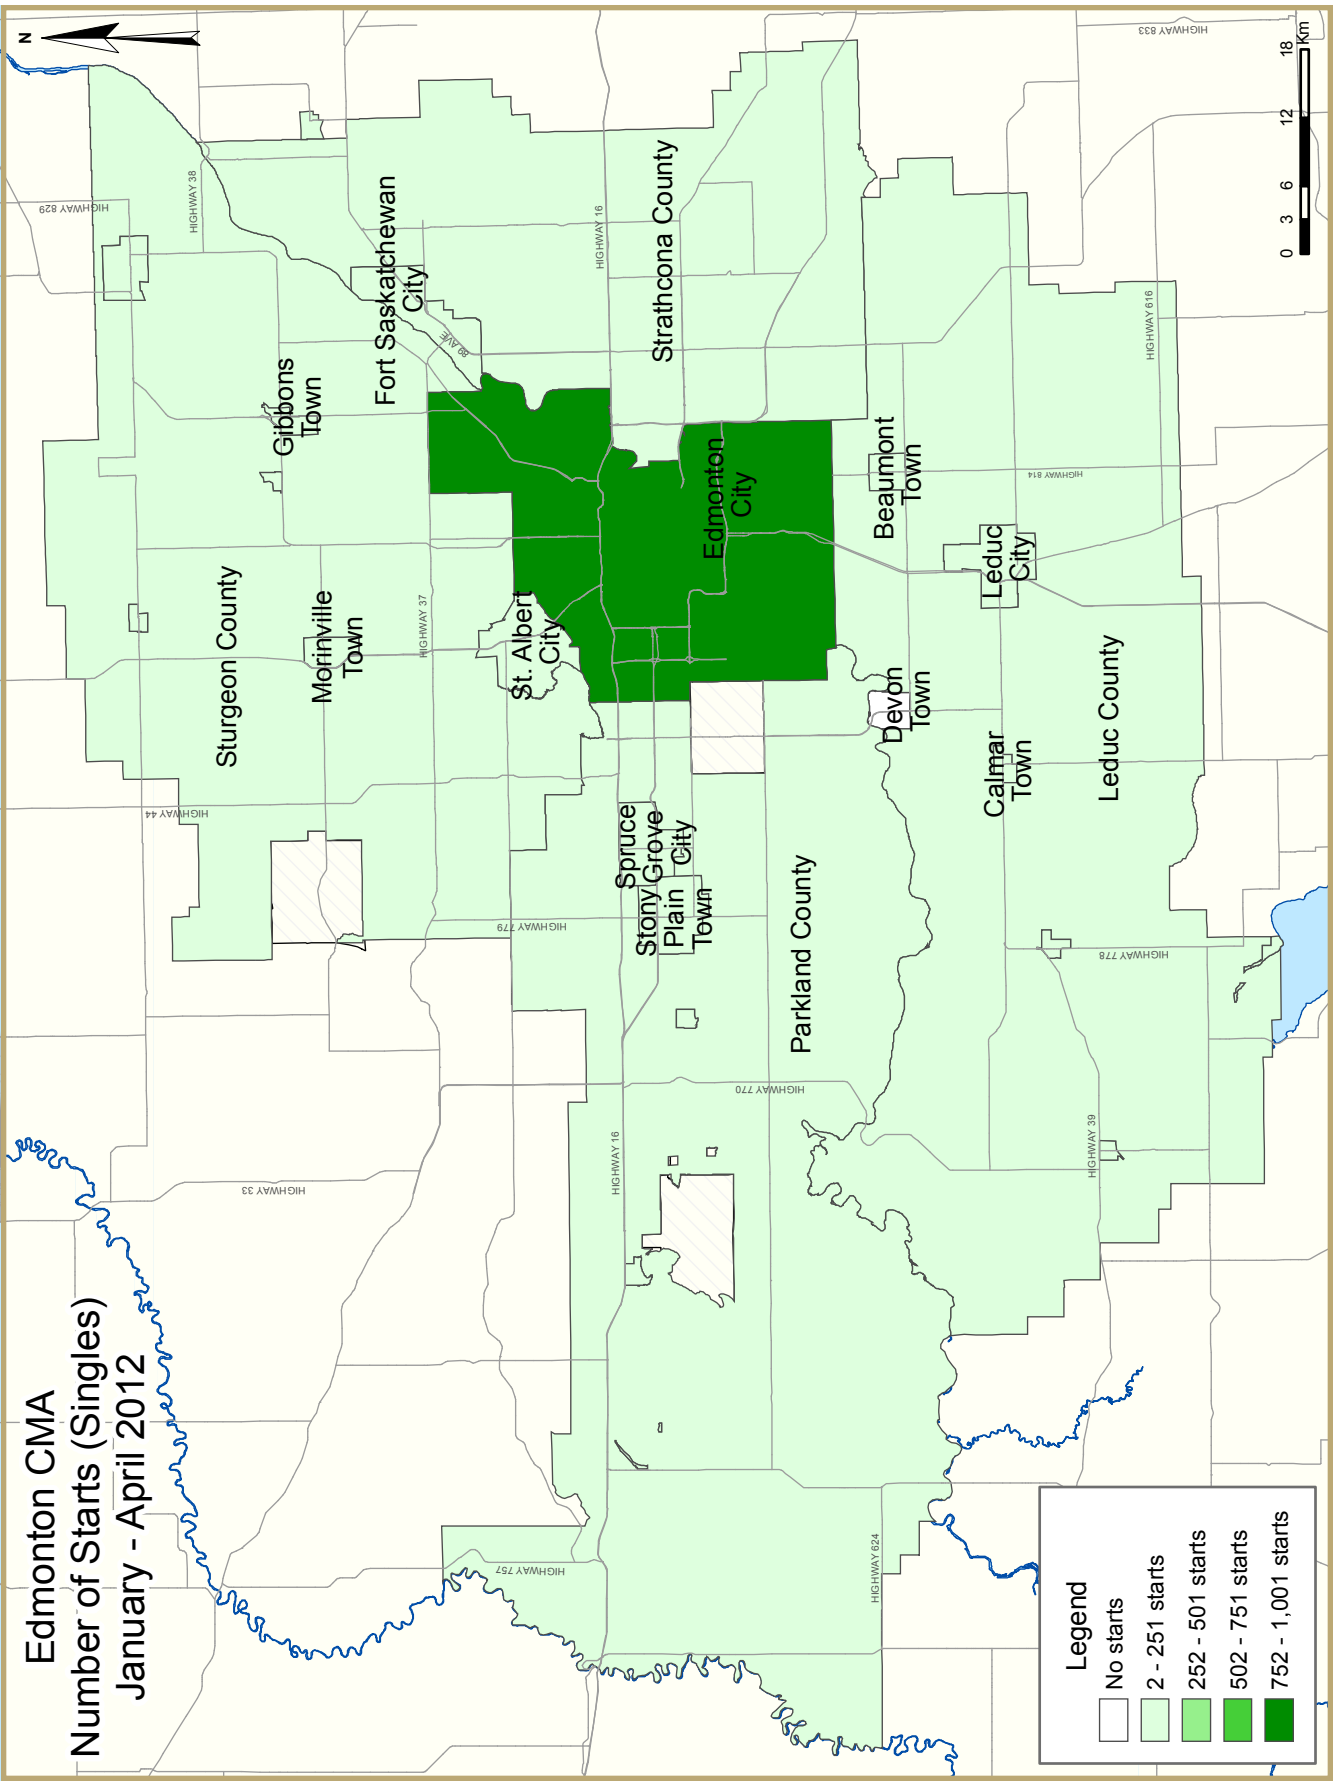 Edmonton CMA
Number of Starts (Singles)
January - April 2012
N
HIGHWAY 829
HIGHWAY 38
HIGHWAY 833
Fort Saskatchewan
City
89 AVE
HIGHWAY 16
Strathcona County
Gibbons
Town
Sturgeon County
Morinville
Town
HIGHWAY 37
St. Albert
City
Edmonton
City
Beaumont
Town
HIGHWAY 814
HIGHWAY 616
Leduc
City
Devon
Town
Calmar
Town
Leduc County
HIGHWAY 44
HIGHWAY 779
Spruce
Grove
City
Stony
Plain
Town
Parkland County
HIGHWAY 778
HIGHWAY 770
HIGHWAY 16
HIGHWAY 39
HIGHWAY 33
HIGHWAY 757
HIGHWAY 624
0 3 6 12 18
Km
Legend
No starts
2 - 251 starts
252 - 501 starts
502 - 751 starts
752 - 1,001 starts